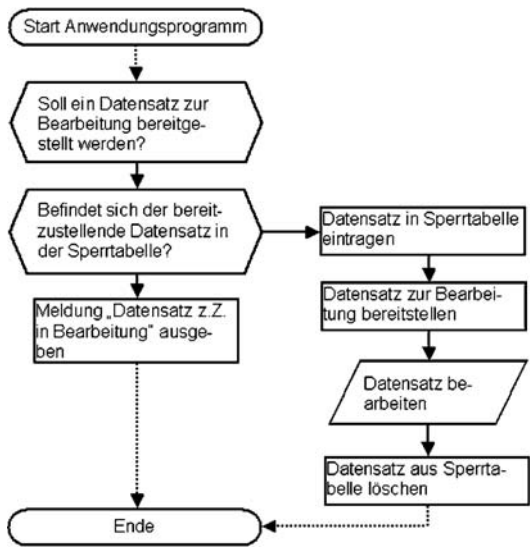 Start Anwendungsprogramm
Soll ein Datensatz zur
Bearbeitung bereitge-
stellt werden?
Befindet sich der bereit-
zustellende Datensatz in
der Sperrtabelle?
Meldung „Datensatz z.Z.
in Bearbeitung" ausge-
ben
Datensatz in Sperrtabelle
eintragen
Datensatz zur Bearbei-
tung bereitstellen
Datensatz be-
arbeiten
Datensatz aus Sperrta-
belle löschen
Ende